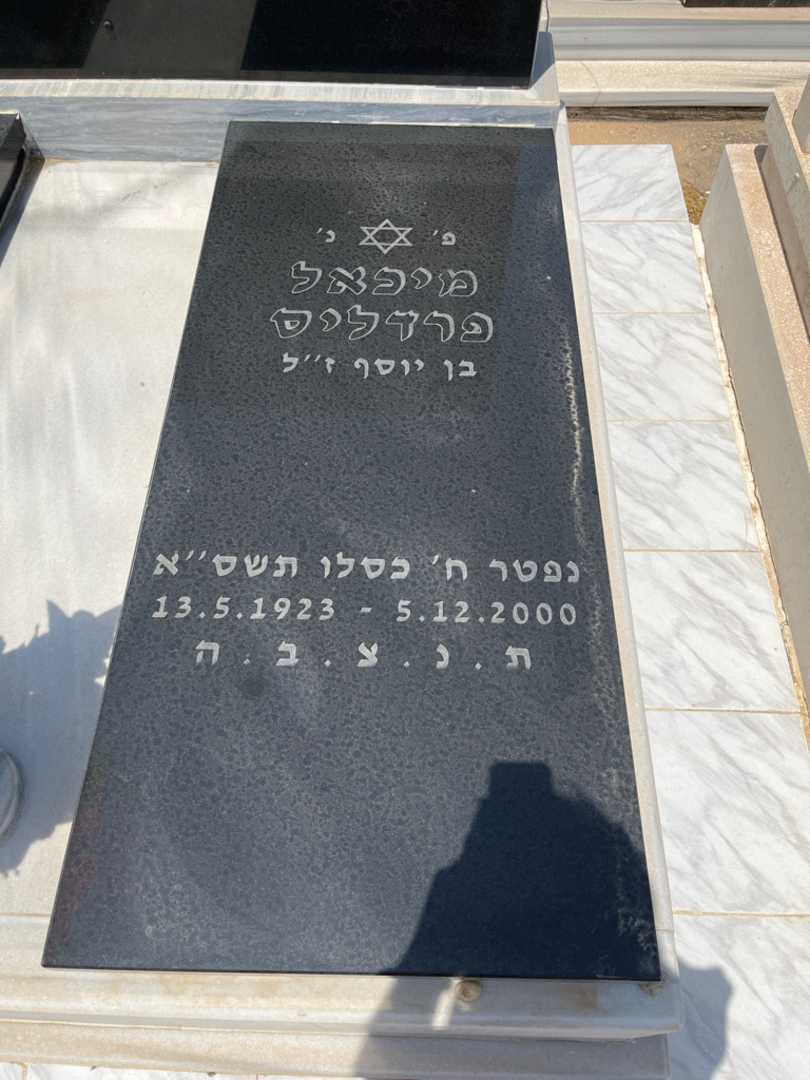 פ' נ'
מיכאל
פרדליס
בן יוסף ז''ל
נפטר ח' כסלו תשס''א
13.5.1923 - 5.12.2000
ת . נ . צ . ב . ה